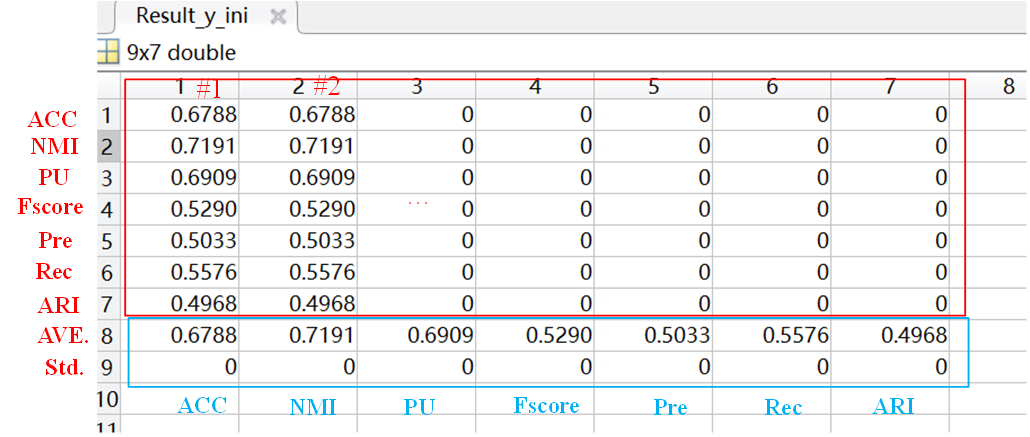 Result_y_ini
9x7 double
1 #1 2 #2 3 4 5 6 7 8
ACC 1 0.6788 0.6788 0 0 0 0 0
NMI 2 0.7191 0.7191 0 0 0 0 0
PU 3 0.6909 0.6909 0 0 0 0 0
Fscore 4 0.5290 0.5290 ... 0 0 0 0 0
Pre 5 0.5033 0.5033 0 0 0 0 0
Rec 6 0.5576 0.5576 0 0 0 0 0
ARI 7 0.4968 0.4968 0 0 0 0 0
AVE. 8 0.6788 0.7191 0.6909 0.5290 0.5033 0.5576 0.4968
Std. 9 0 0 0 0 0 0 0
10 ACC NMI PU Fscore Pre Rec ARI
11